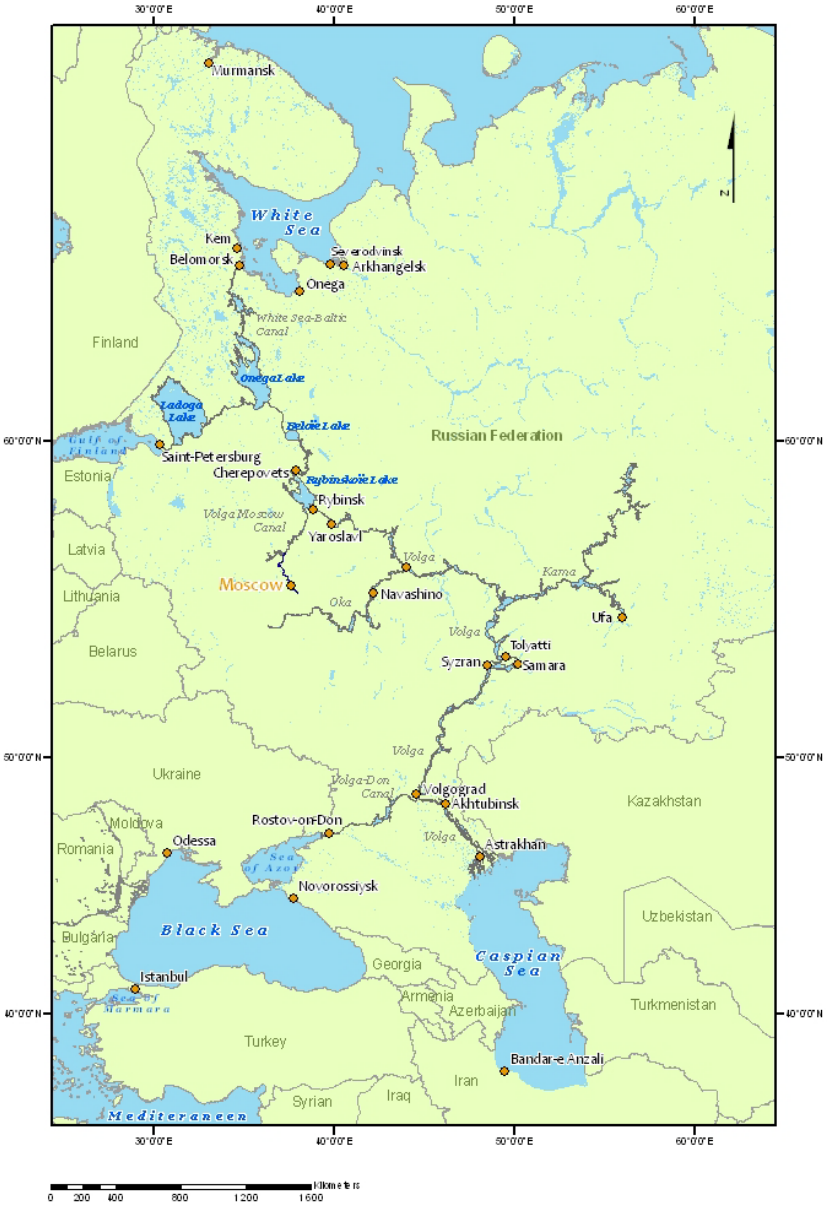 30°0'0"E 40°0'0"E 50°0'0"E 60°0'0"E
Murmansk
N
White
Sea
Kem
Severodvinsk
Belomorsk
Arkhangelsk
Onega
White Sea-Baltic
Canal
Finland
Onega Lake
Ladoga
Lake
Belaïe Lake
Russian Federation
60°0'0"N 60°0'0"N
Gulf of
Finland
Saint-Petersburg
Cherepovets
Estonia
Rybinskoïe Lake
Rybinsk
Volga Moscow
Canal
Yaroslavl
Latvia
Volga
Kama
Moscow
Lithuania
Navashino
Oka
Ufa
Volga
Tolyatti
Belarus
Syzran
Samara
Volga
50°0'0"N 50°0'0"N
Ukraine
Volga-Don
Canal
Volgograd
Akhtubinsk
Kazakhstan
Rostov-on-Don
Moldova
Volga
Odessa
Astrakhan
Romania
Sea
of Azov
Novorossiysk
Uzbekistan
Black Sea
Bulgaria
Caspian
Sea
Georgia
Istanbul
Armenia
Sea of
Marmara
Azerbaijan
Turkmenistan
40°0'0"N 40°0'0"N
Turkey
Bandar-e Anzali
Iran
Iraq
Syrian
Mediteraneen
30°0'0"E 40°0'0"E 50°0'0"E 60°0'0"E
Kilometers
0 200 400 800 1 200 1 600